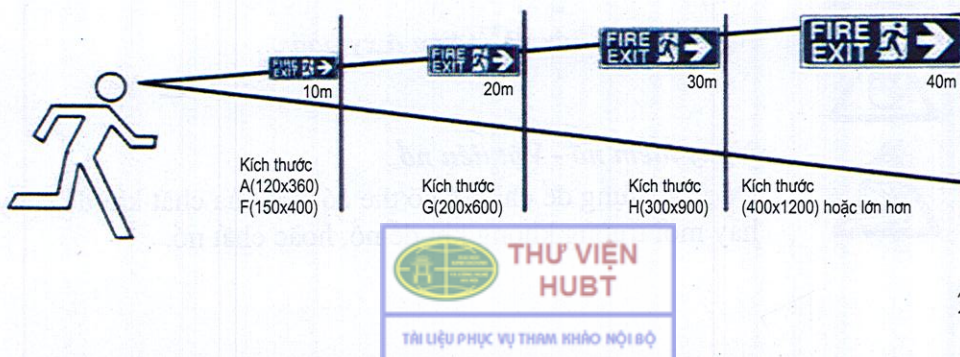 FIRE
EXIT
10m
FIRE
EXIT
20m
FIRE
EXIT
30m
FIRE
EXIT
40m
Kích thước
A(120x360)
F(150x400)
Kích thước
G(200x600)
Kích thước
H(300x900)
Kích thước
(400x1200) hoặc lớn hơn
THƯ VIỆN
HUBT
TÀI LIỆU PHỤC VỤ THAM KHẢO NỘI BỘ